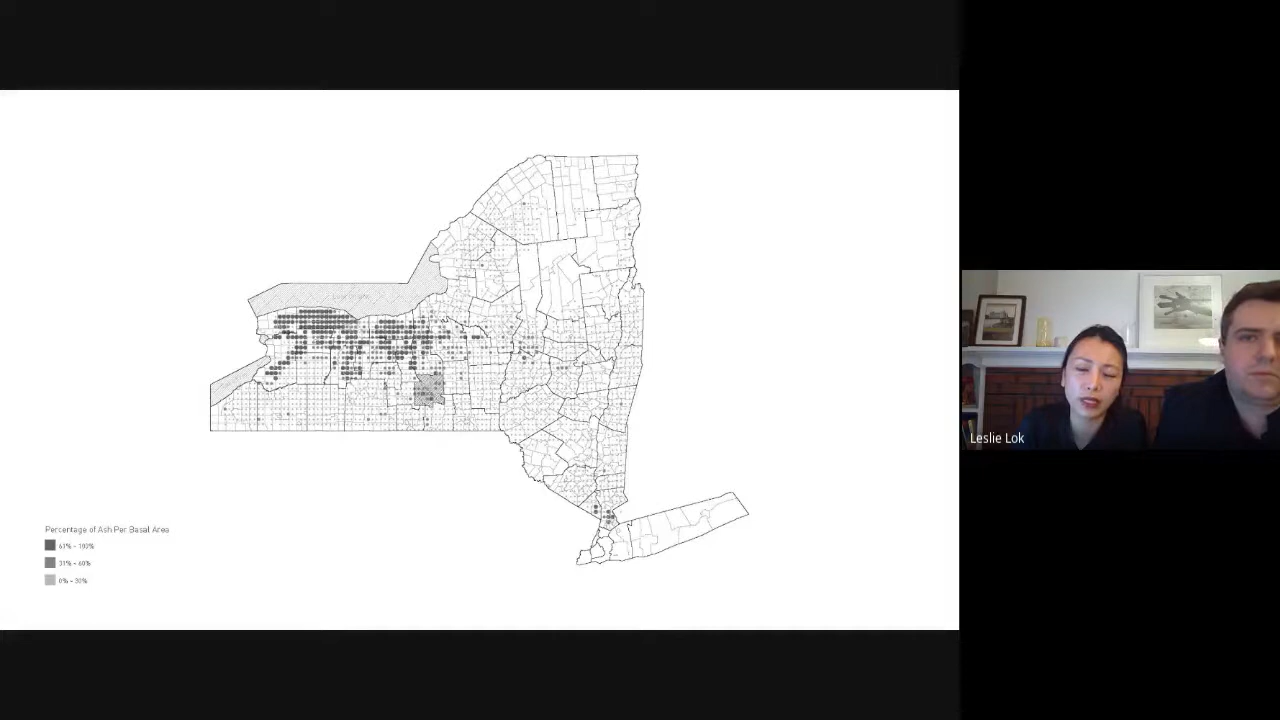 Percentage of Ash Per Basal Area
61% - 100%
31% - 60%
0% - 30%
Leslie Lok